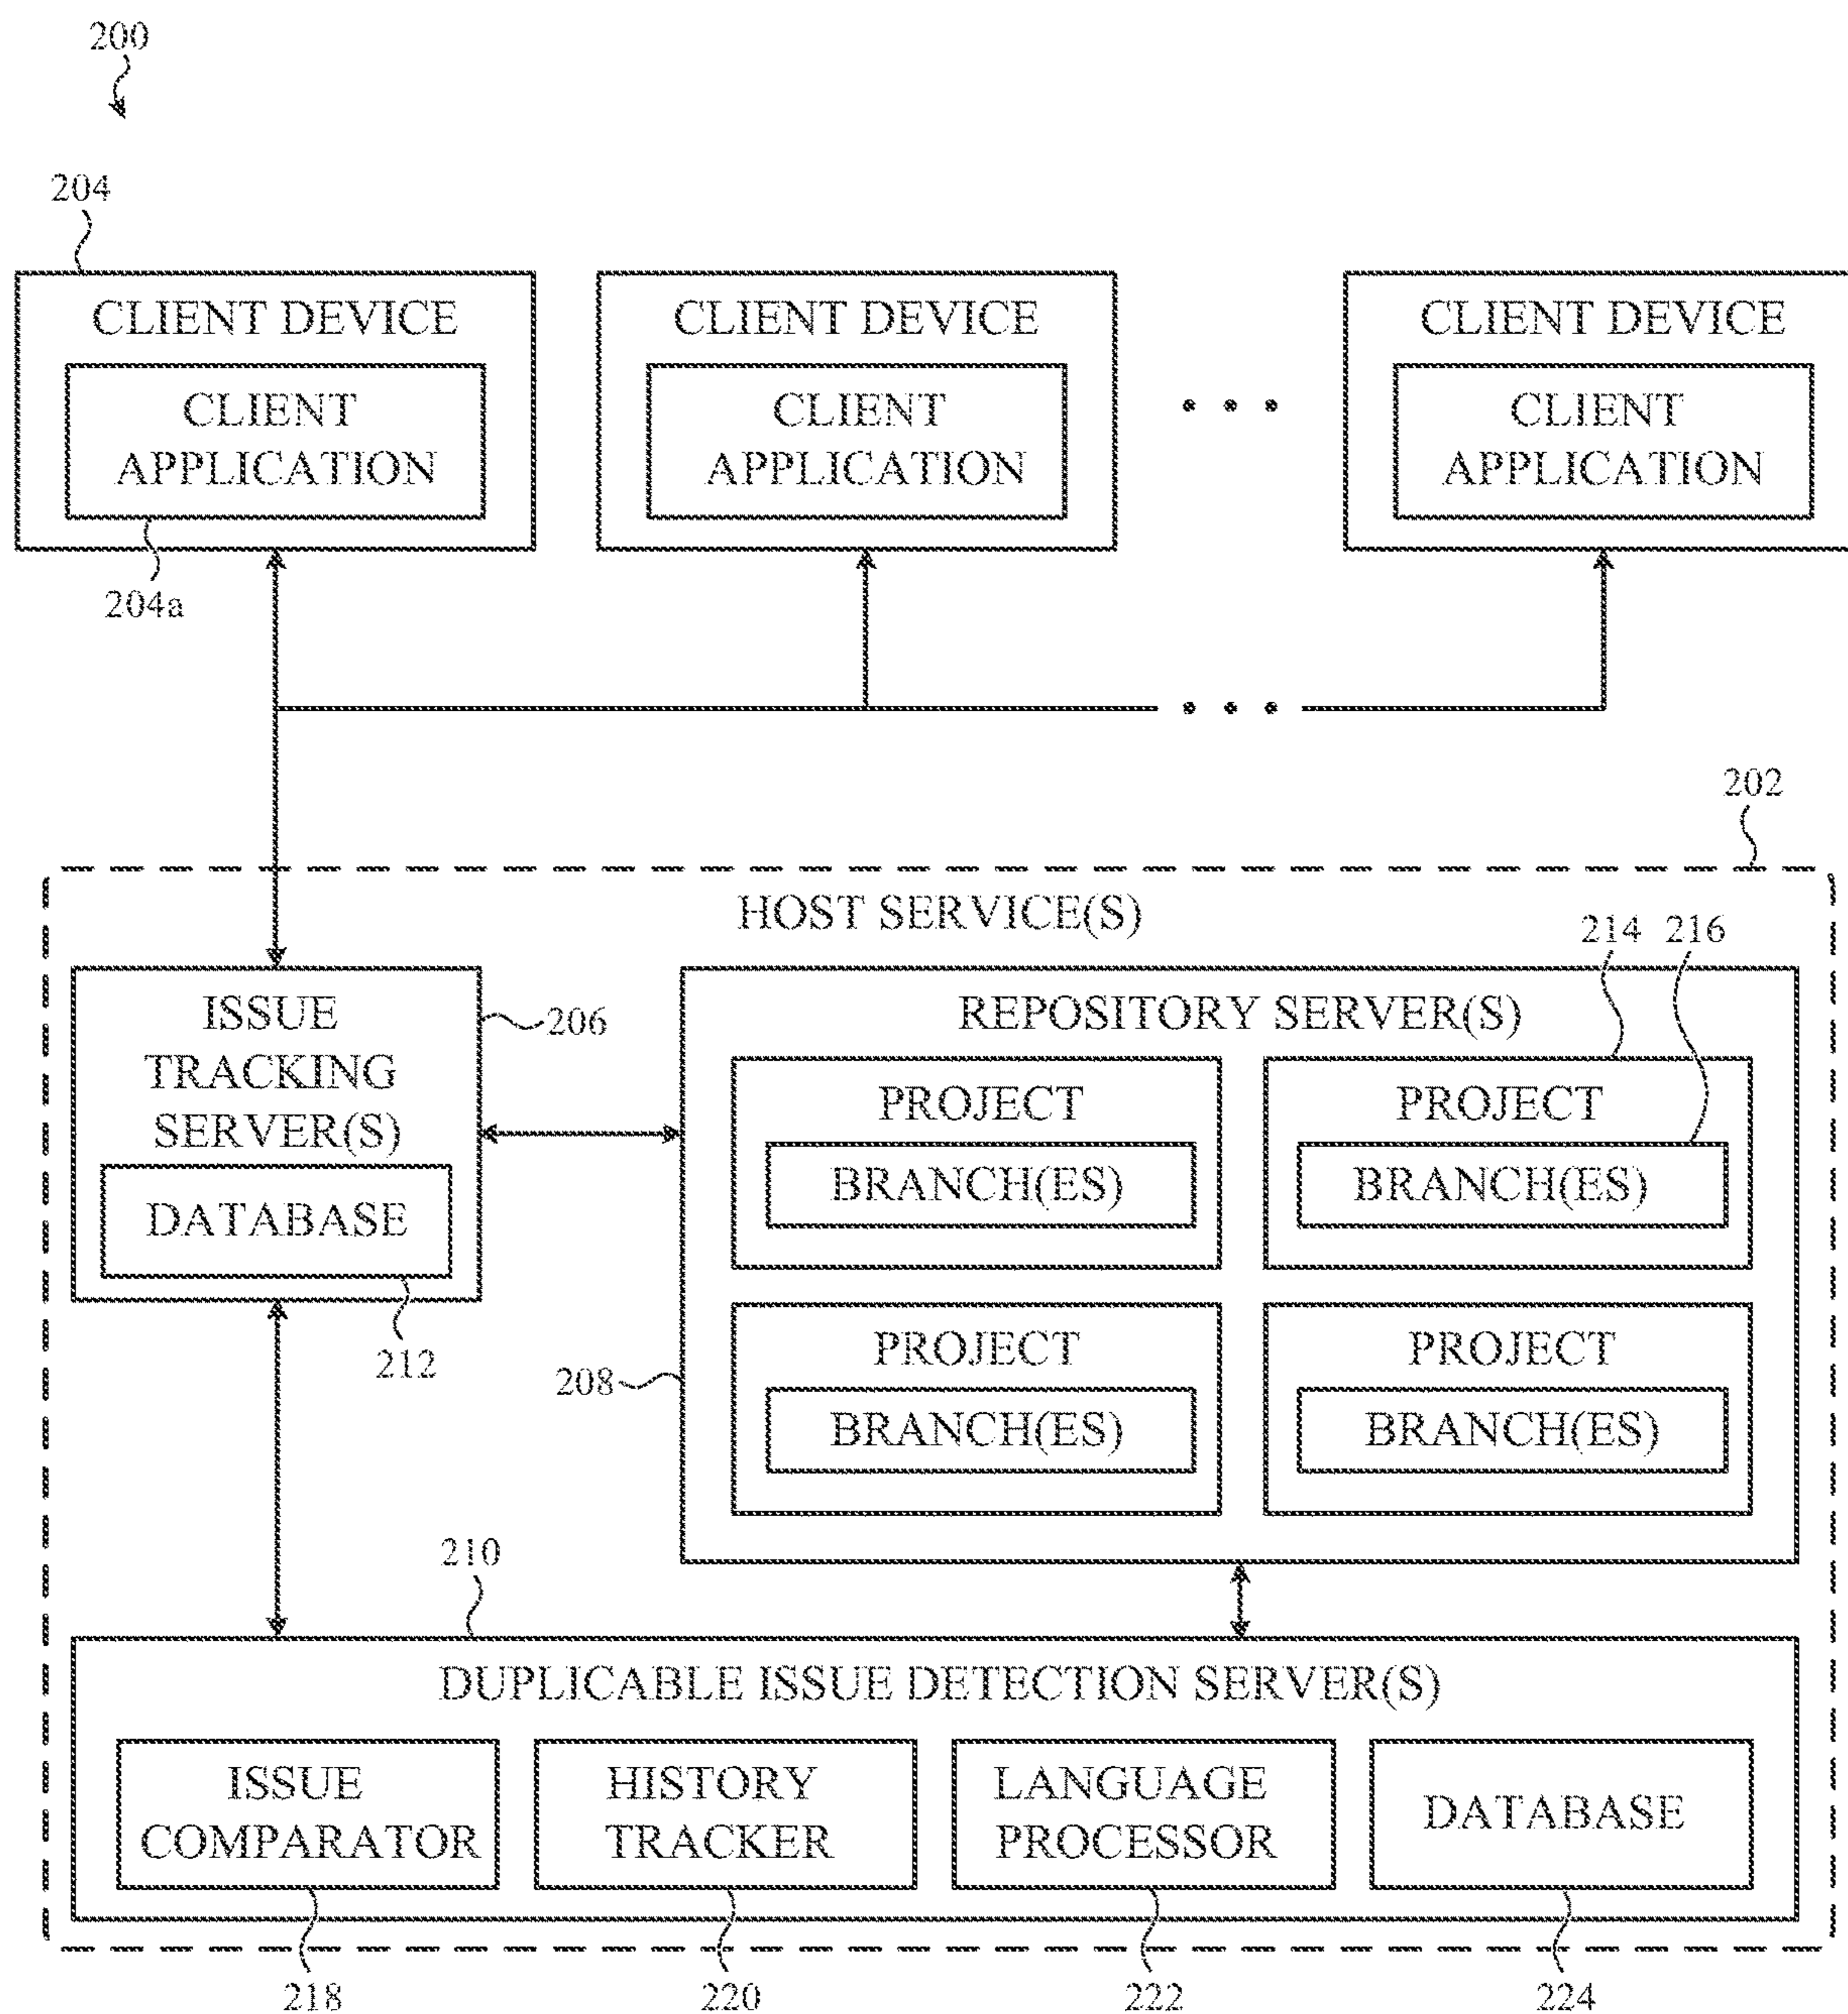 200
204
CLIENT DEVICE
CLIENT
APPLICATION
204a
CLIENT DEVICE
CLIENT
APPLICATION
CLIENT DEVICE
CLIENT
APPLICATION
202
HOST SERVICE(S)
214 216
ISSUE
TRACKING
SERVER(S)
206
DATABASE
212
REPOSITORY SERVER(S)
208
PROJECT
BRANCH(ES)
PROJECT
BRANCH(ES)
PROJECT
BRANCH(ES)
PROJECT
BRANCH(ES)
210
DUPLICABLE ISSUE DETECTION SERVER(S)
ISSUE
COMPARATOR
HISTORY
TRACKER
LANGUAGE
PROCESSOR
DATABASE
218 220 222 224